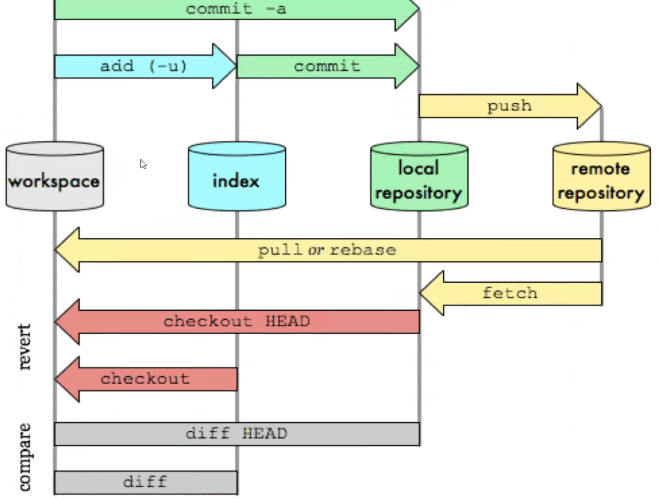 commit -a
add (-u)
commit
push
workspace
index
local
repository
remote
repository
pull or rebase
fetch
revert
checkout HEAD
checkout
compare
diff HEAD
diff